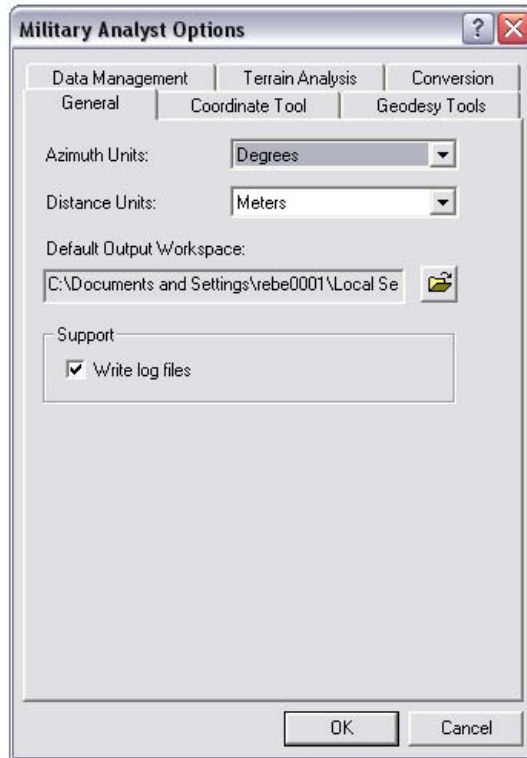 Military Analyst Options
Data Management Terrain Analysis Conversion
General Coordinate Tool Geodesy Tools
Azimuth Units: Degrees
Distance Units: Meters
Default Output Workspace:
C:\Documents and Settings\rebe0001\Local Se
Support
Write log files
OK Cancel